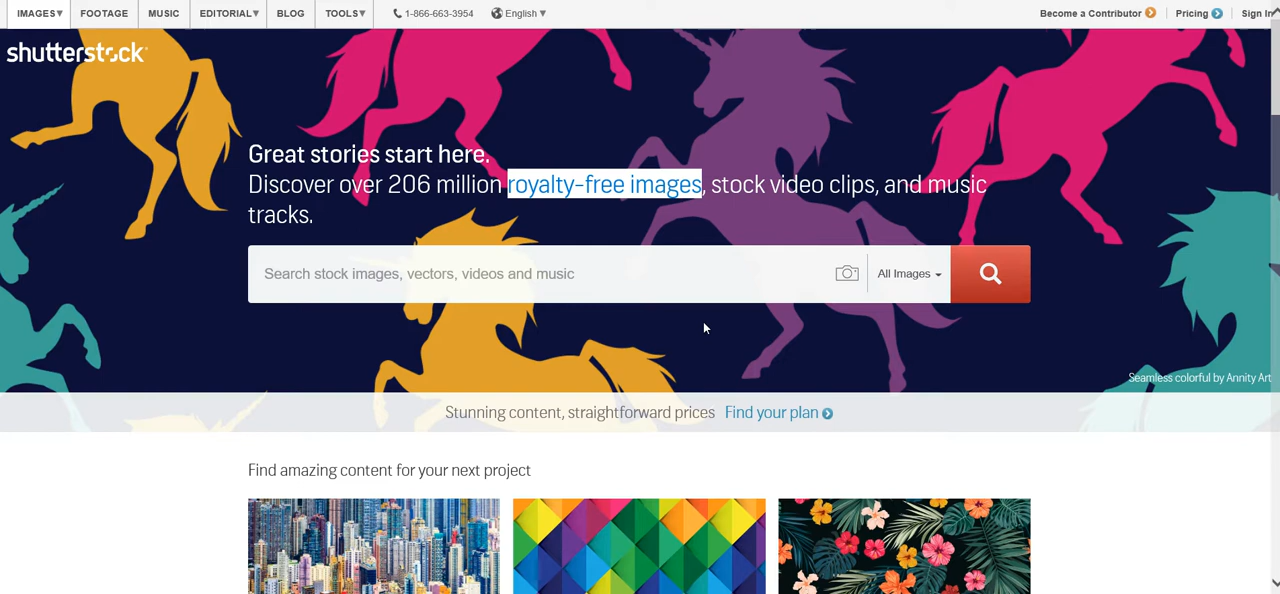 IMAGES▾ FOOTAGE MUSIC EDITORIAL▾ BLOG TOOLS▾ 1-866-663-3954 English ▾ Become a Contributor Pricing Sign In
shutterstock
Great stories start here.
Discover over 206 million royalty-free images, stock video clips, and music
tracks.
Search stock images, vectors, videos and music All Images
Seamless colorful by Annity Art
Stunning content, straightforward prices Find your plan
Find amazing content for your next project